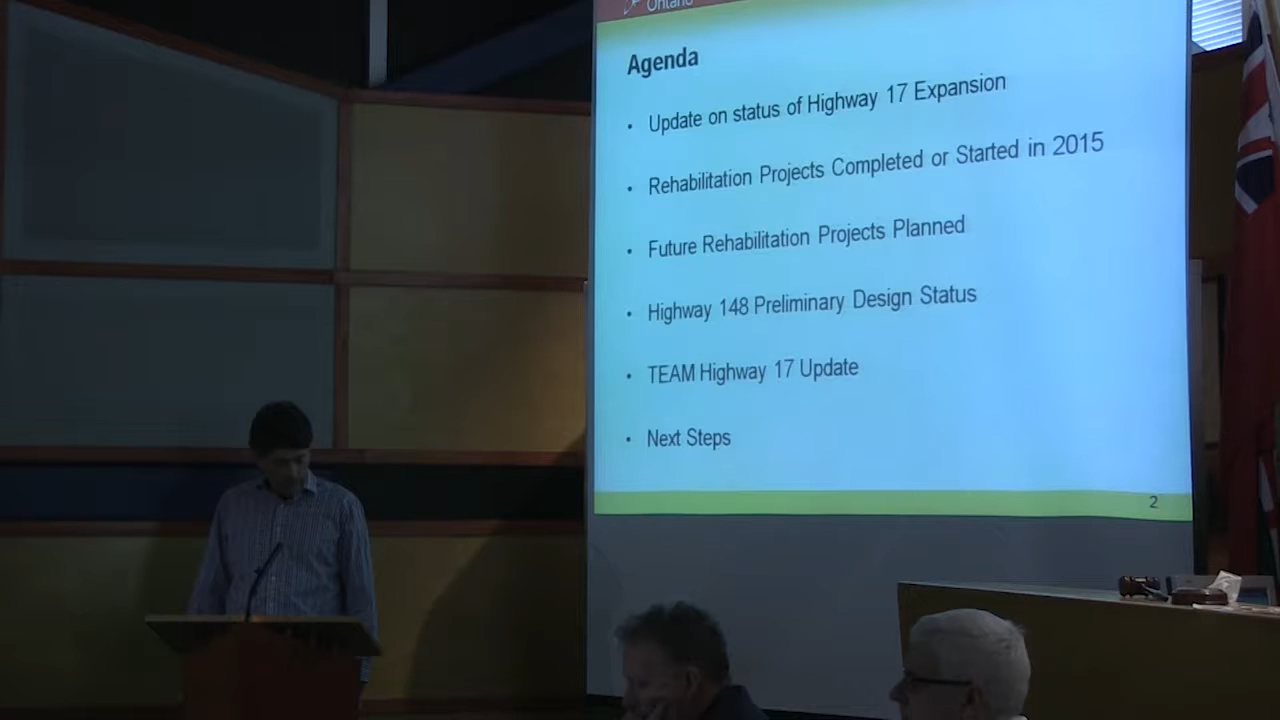 Ontario
Agenda
• Update on status of Highway 17 Expansion
• Rehabilitation Projects Completed or Started in 2015
• Future Rehabilitation Projects Planned
• Highway 148 Preliminary Design Status
• TEAM Highway 17 Update
• Next Steps
2